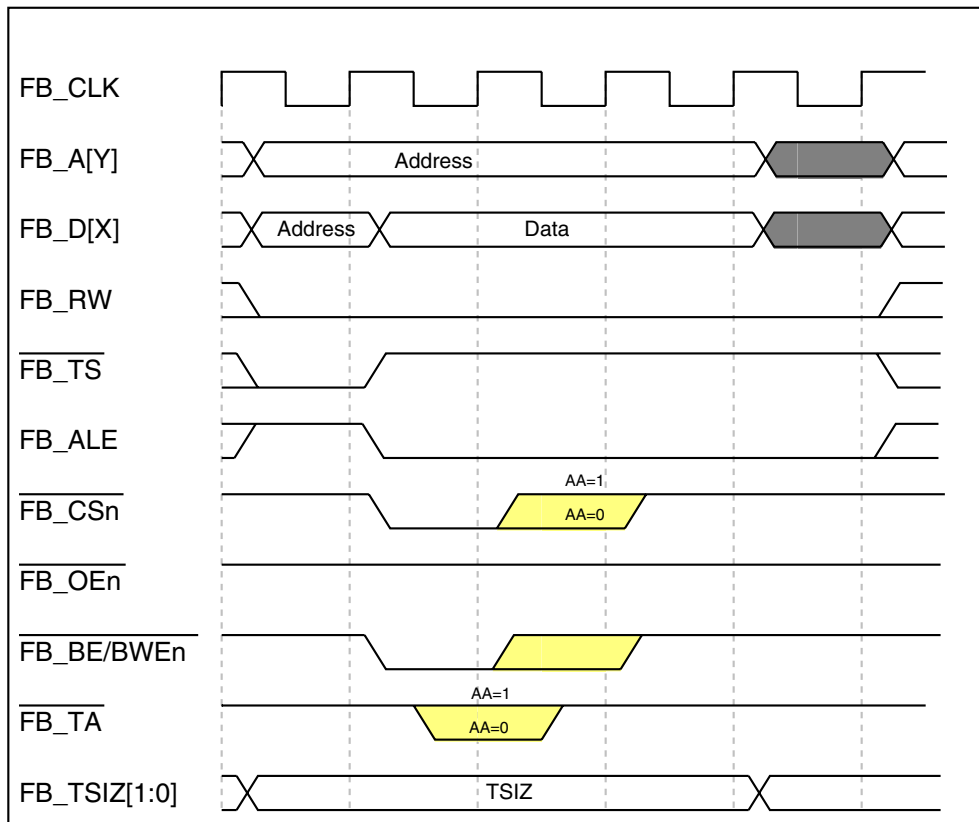 FB_CLK
FB_A[Y]
Address
FB_D[X]
Address
Data
FB_RW
FB_TS
FB_ALE
AA=1
FB_CSn
AA=0
FB_OEn
FB_BE/BWEn
AA=1
FB_TA
AA=0
FB_TSIZ[1:0]
TSIZ